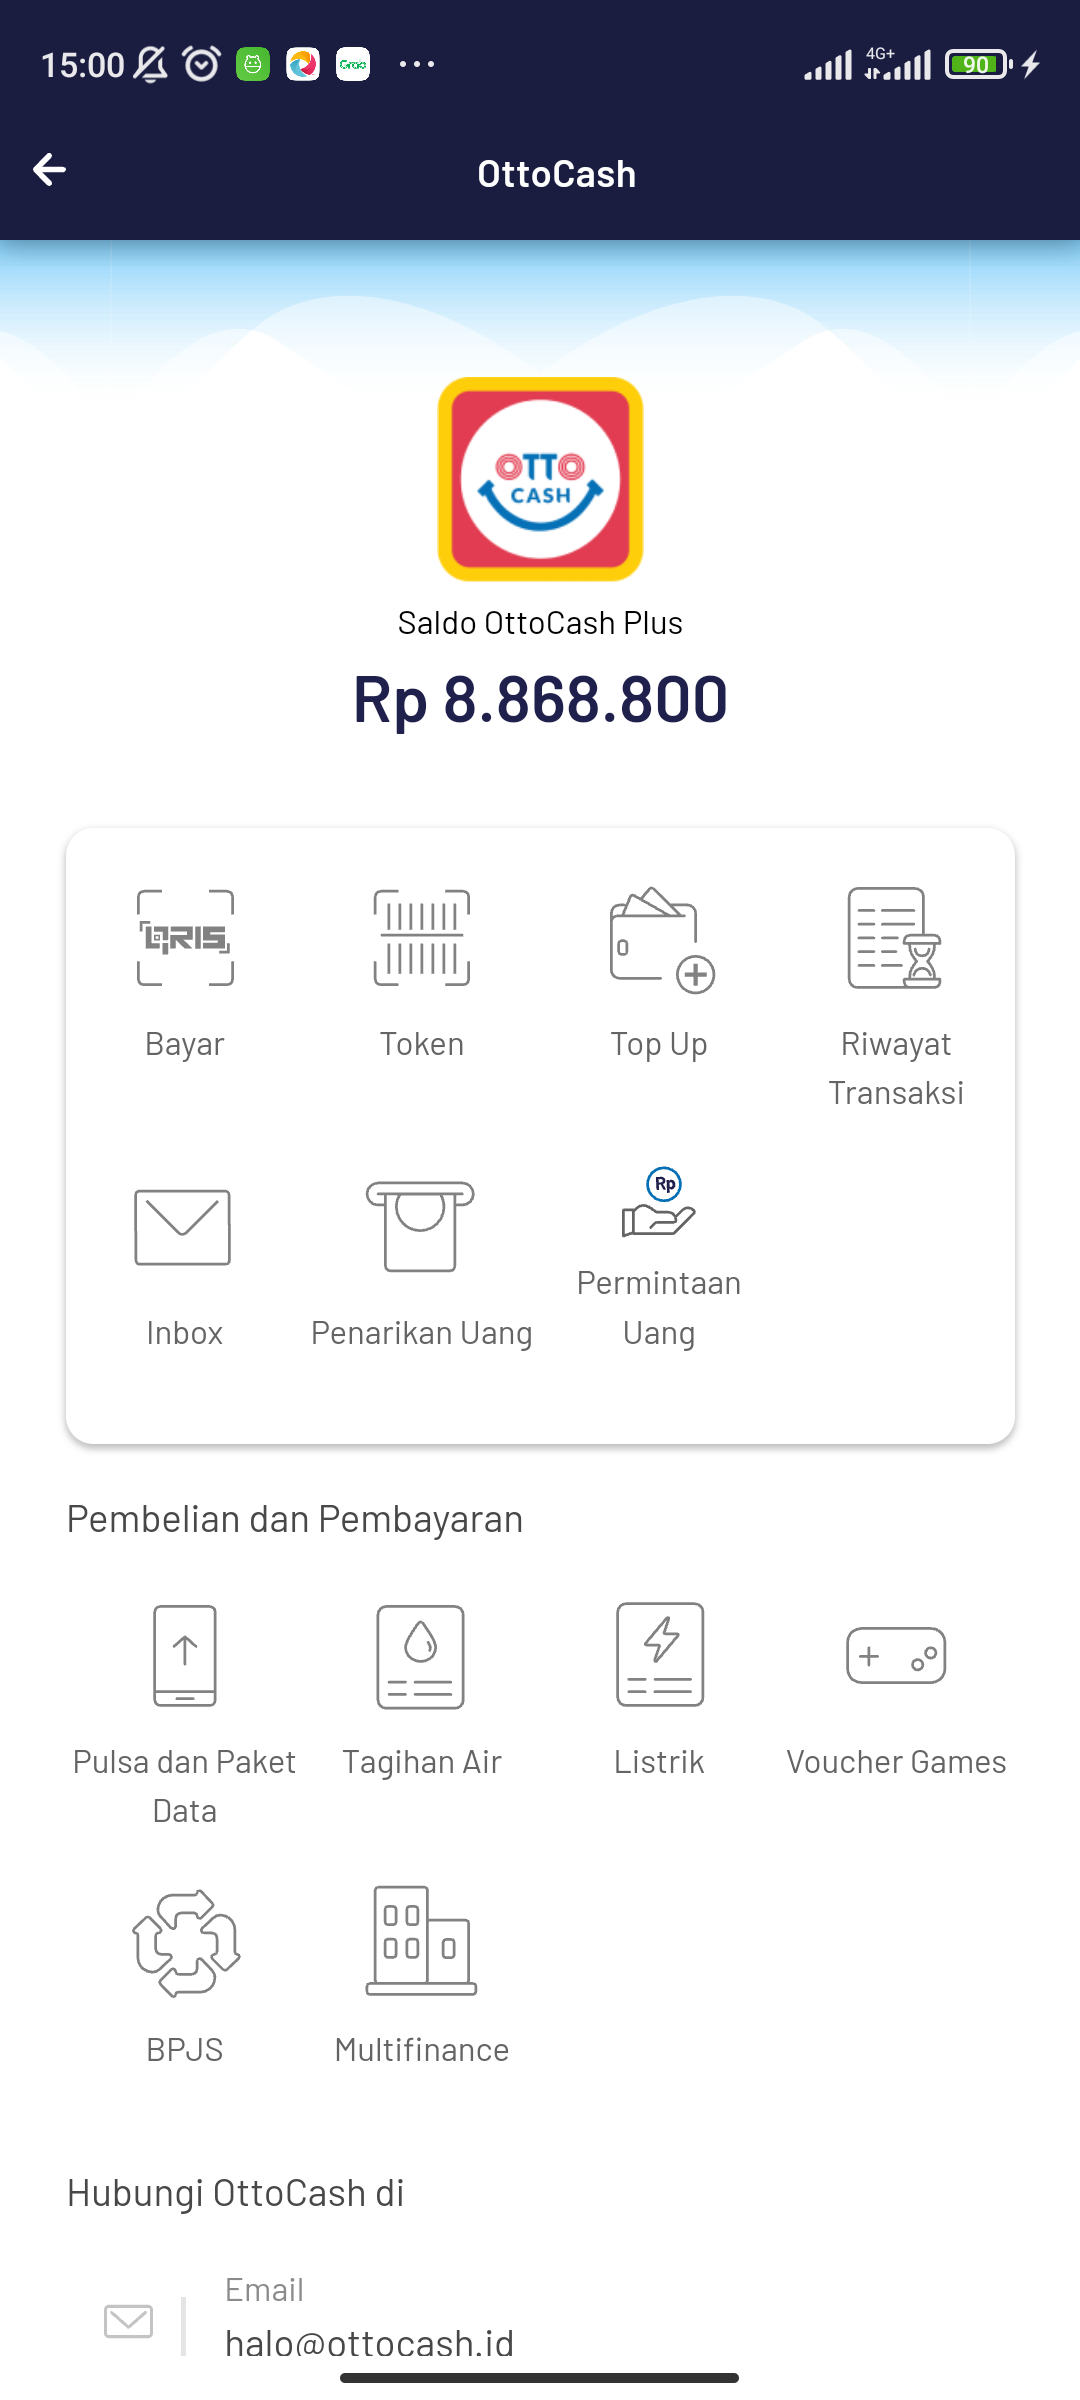 15:00
Grab
4G+
90
OttoCash
OTTO
CASH
Saldo OttoCash Plus
Rp 8.868.800
QRIS
Bayar
Token
Top Up
Riwayat
Transaksi
Rp
Inbox
Penarikan Uang
Permintaan
Uang
Pembelian dan Pembayaran
Pulsa dan Paket
Data
Tagihan Air
Listrik
Voucher Games
BPJS
Multifinance
Hubungi OttoCash di
Email
halo@ottocash.id